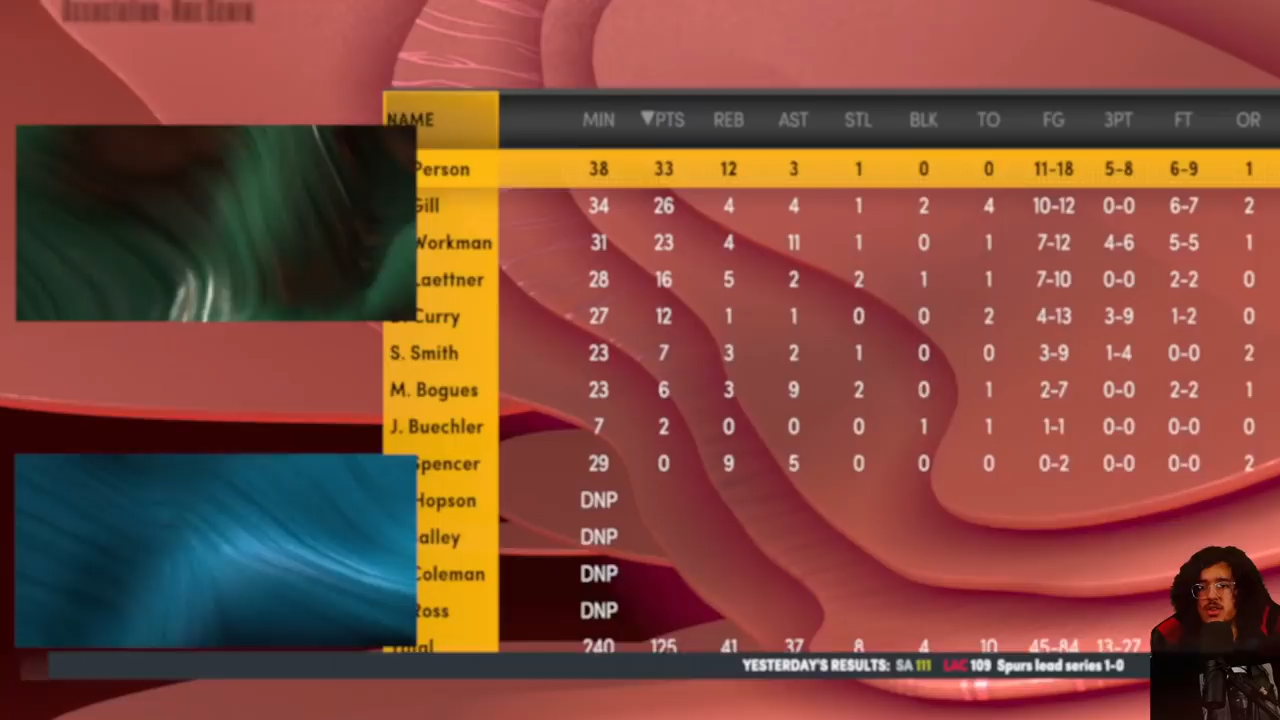 NAME MIN ▼PTS REB AST STL BLK TO FG 3PT FT OR
Person 38 33 12 3 1 0 0 11-18 5-8 6-9 1
Gill 34 26 4 4 1 2 4 10-12 0-0 6-7 2
Workman 31 23 4 11 1 0 1 7-12 4-6 5-5 1
Laettner 28 16 5 2 2 1 1 7-10 0-0 2-2 0
Curry 27 12 1 1 0 0 2 4-13 3-9 1-2 0
S. Smith 23 7 3 2 1 0 0 3-9 1-4 0-0 2
M. Bogues 23 6 3 9 2 0 1 2-7 0-0 2-2 1
J. Buechler 7 2 0 0 0 1 1 1-1 0-0 0-0 0
Spencer 29 0 9 5 0 0 0 0-2 0-0 0-0 2
Hopson DNP
alley DNP
Coleman DNP
Ross DNP
Total 240 125 41 37 8 4 10 45-84 13-27
YESTERDAY'S RESULTS: SA 111 LAC 109 Spurs lead series 1-0